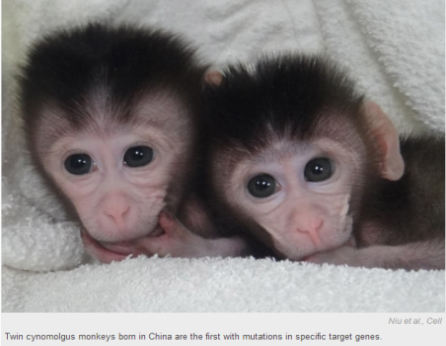 Niu et al., Cell
Twin cynomolgus monkeys born in China are the first with mutations in specific target genes.